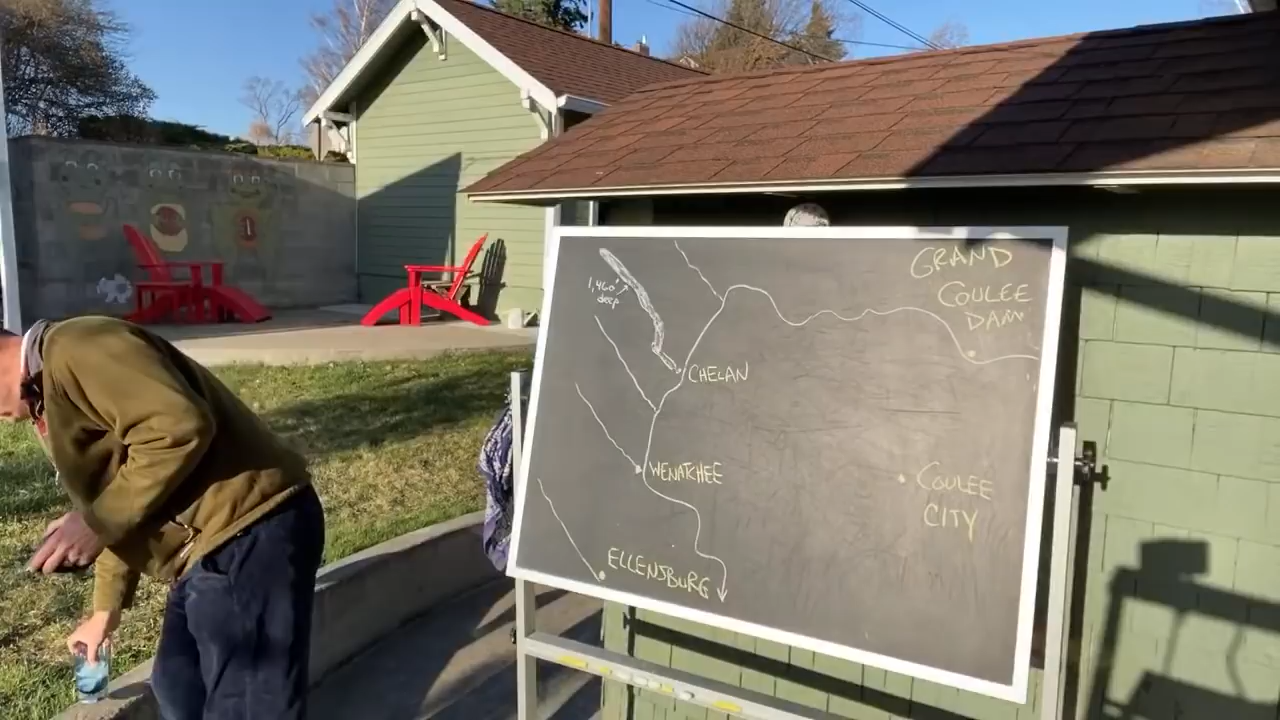 GRAND
COULEE
DAM
1,460'
deep
CHELAN
WENATCHEE
COULEE
CITY
ELLENSBURG